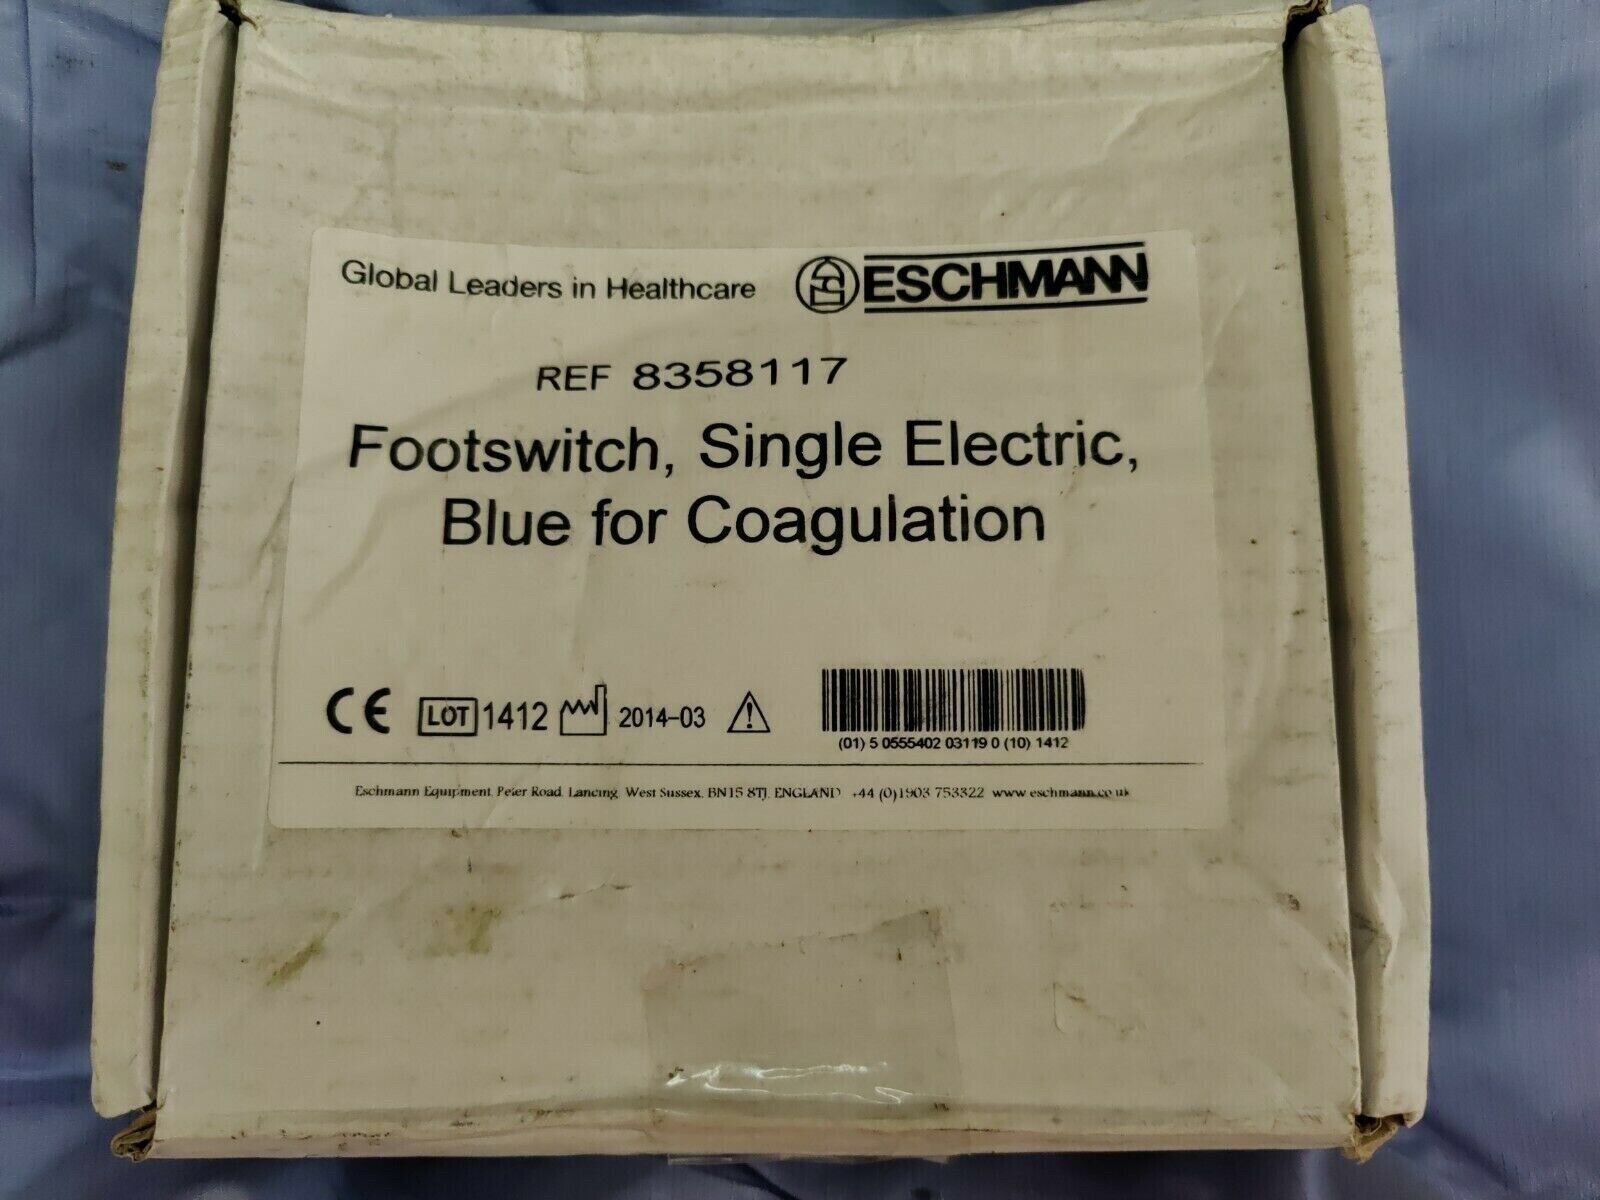 Global Leaders in Healthcare ESCHMANN
REF 8358117
Footswitch, Single Electric,
Blue for Coagulation
CE LOT 1412 2014-03
(01) 5 0555402 03119 0 (10) 1412
Eschmann Equipment, Peter Road, Lancing, West Sussex, BN15 8TJ, ENGLAND +44 (0)1903 753322 www.eschmann.co.uk